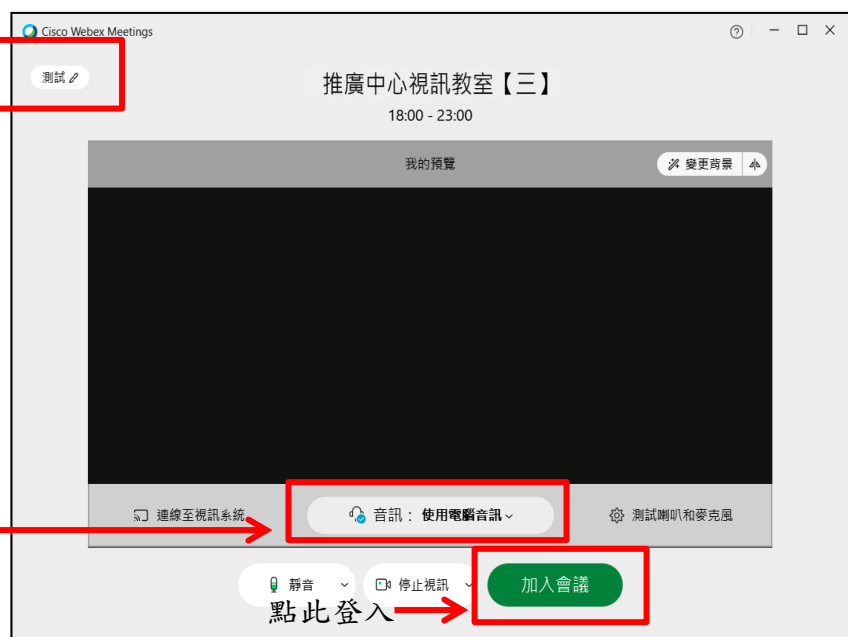 Cisco Webex Meetings
測試
推廣中心視訊教室【三】
18:00 - 23:00
我的預覽
變更背景
連線至視訊系統
音訊： 使用電腦音訊
測試喇叭和麥克風
靜音
停止視訊
加入會議
點此登入